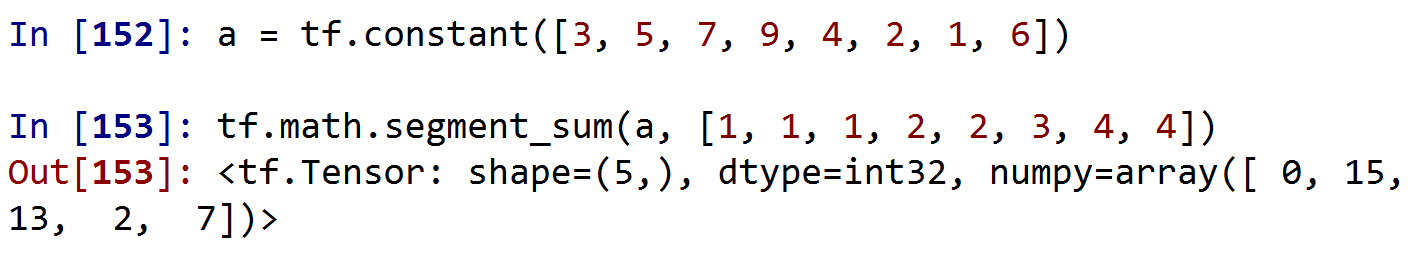 In [152]: a = tf.constant([3, 5, 7, 9, 4, 2, 1, 6])
In [153]: tf.math.segment_sum(a, [1, 1, 1, 2, 2, 3, 4, 4])
Out[153]: <tf.Tensor: shape=(5,), dtype=int32, numpy=array([ 0, 15,
13,  2,  7])>